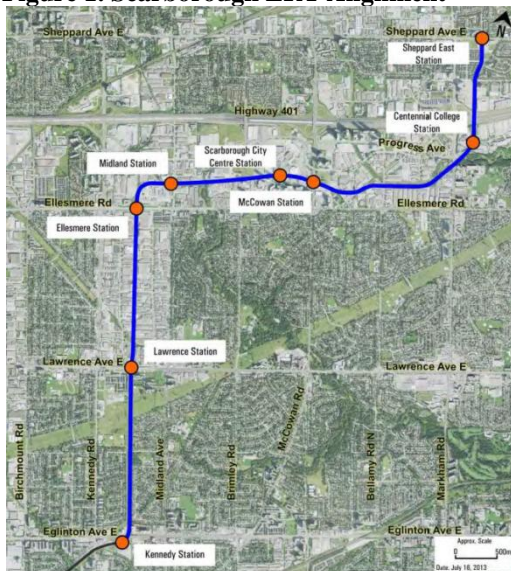 Figure 1: Scarborough LRT Alignment
Sheppard Ave E
Sheppard Ave E
N
Sheppard East
Station
Highway 401
Centennial College
Station
Scarborough City
Centre Station
Midland Station
Progress Ave
Ellesmere Rd
McCowan Station
Ellesmere Rd
Ellesmere Station
Lawrence Station
Lawrence Ave E
Lawrence Ave E
Birchmount Rd
Kennedy Rd
Midland Ave
Brimley Rd
McCowan Rd
Bellamy Rd N
Markham Rd
Eglinton Ave E
Eglinton Ave E
Kennedy Station
Approx. Scale
0 500m
Date: July 16, 2013